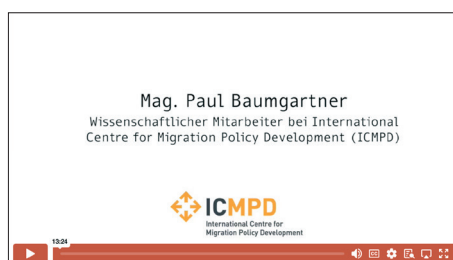 Mag. Paul Baumgartner
Wissenschaftlicher Mitarbeiter bei International
Centre for Migration Policy Development (ICMPD)
ICMPD
International Centre for
Migration Policy Development
13:24
CC